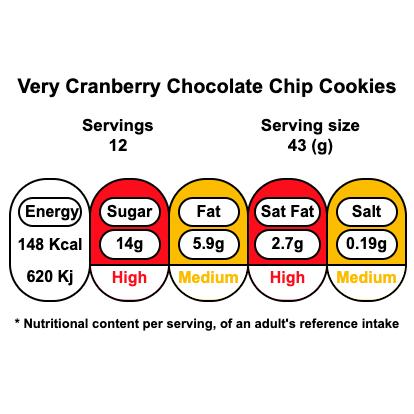 Very Cranberry Chocolate Chip Cookies
Servings Serving size
12 43 (g)
Energy Sugar Fat Sat Fat Salt
148 Kcal 14g 5.9g 2.7g 0.19g
620 Kj High Medium High Medium
* Nutritional content per serving, of an adult's reference intake